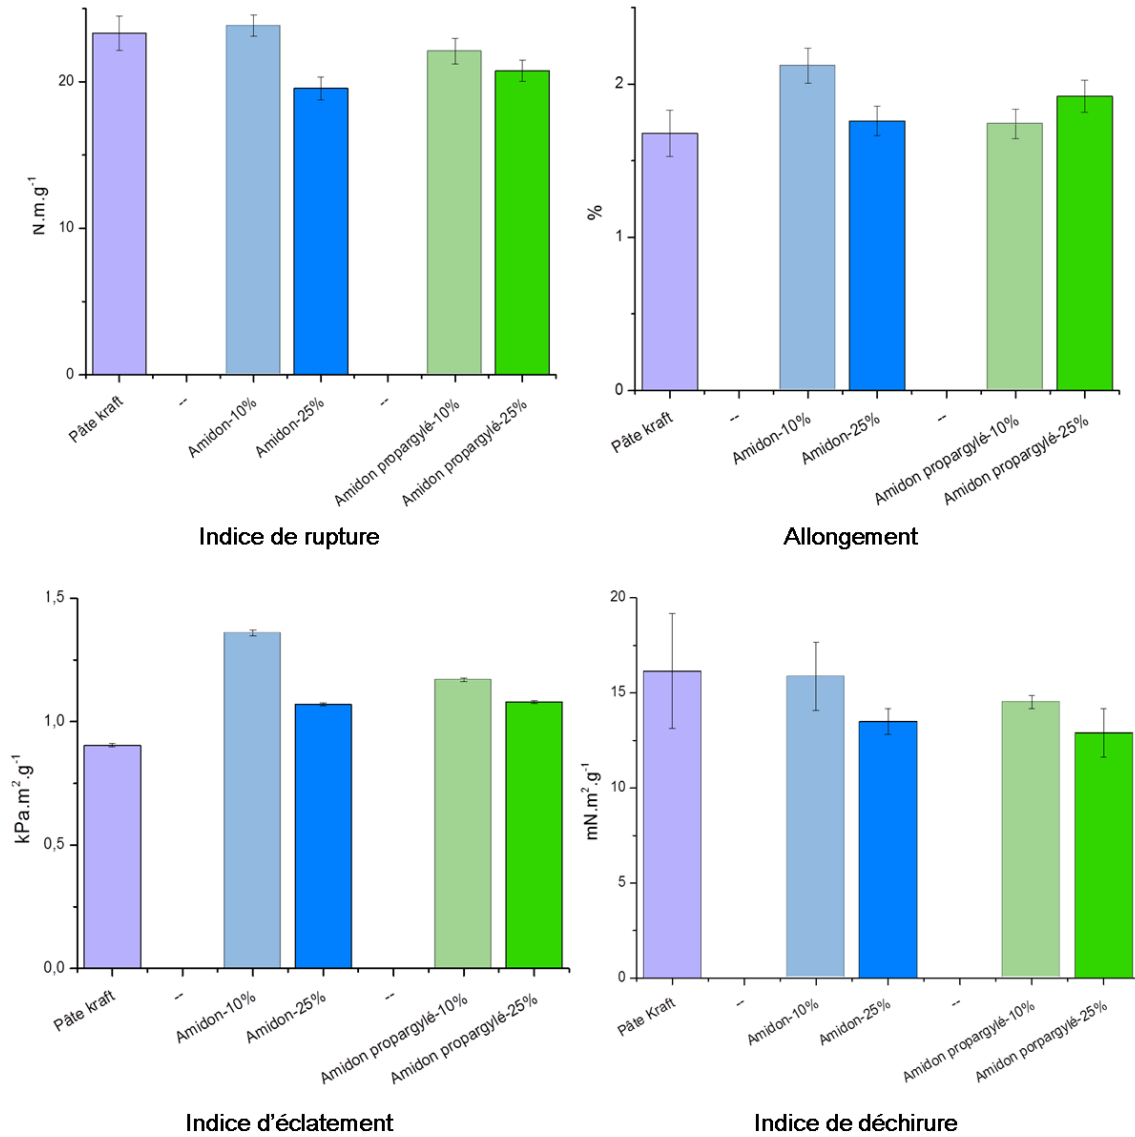 20
10
0
N.m.g⁻¹
Pâte kraft
--
Amidon-10%
Amidon-25%
--
Amidon propargylé-10%
Amidon propargylé-25%
Indice de rupture
2
1
0
%
Pâte kraft
--
Amidon-10%
Amidon-25%
--
Amidon propargylé-10%
Amidon propargylé-25%
Allongement
1,5
1,0
0,5
0,0
kPa.m².g⁻¹
Pâte kraft
--
Amidon-10%
Amidon-25%
--
Amidon propargylé-10%
Amidon propargylé-25%
Indice d'éclatement
20
15
10
5
0
mN.m².g⁻¹
Pâte Kraft
--
Amidon-10%
Amidon-25%
--
Amidon propargylé-10%
Amidon porpargylé-25%
Indice de déchirure